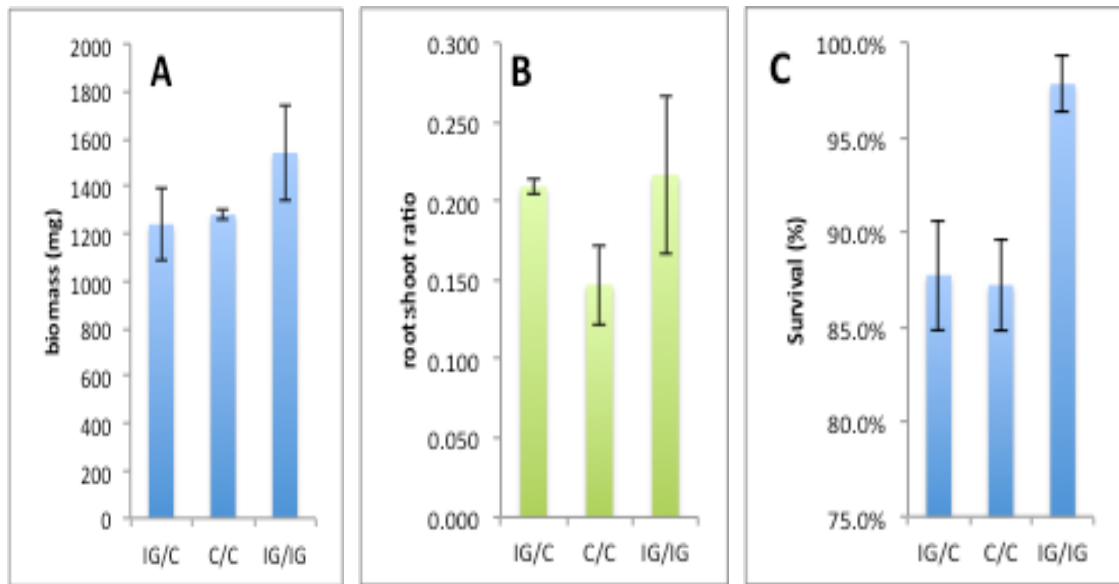 A
biomass (mg)
2000
1800
1600
1400
1200
1000
800
600
400
200
0
IG/C C/C IG/IG
B
root:shoot ratio
0.300
0.250
0.200
0.150
0.100
0.050
0.000
IG/C C/C IG/IG
C
Survival (%)
100.0%
95.0%
90.0%
85.0%
80.0%
75.0%
IG/C C/C IG/IG